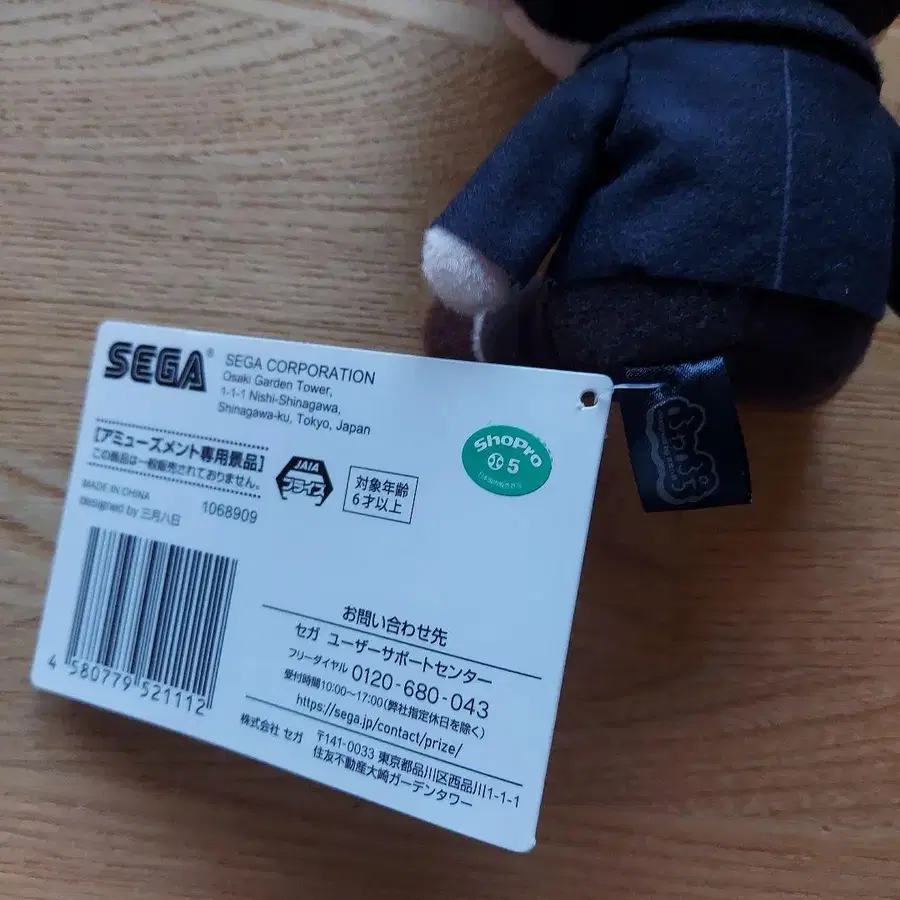 SEGA®
SEGA CORPORATION
Osaki Garden Tower,
1-1-1 Nishi-Shinagawa,
Shinagawa-ku, Tokyo, Japan
【アミューズメント専用景品】
この商品は一般販売されておりません。
JAIA
プライズ
対象年齢
6才以上
ShoPro
5
MADE IN CHINA
designed by 三月八日
1068909
4 580779 521112
お問い合わせ先
セガ ユーザーサポートセンター
フリーダイヤル 0120-680-043
受付時間10:00~17:00(弊社指定休日を除く)
https://sega.jp/contact/prize/
株式会社 セガ 〒141-0033 東京都品川区西品川1-1-1
住友不動産大崎ガーデンタワー